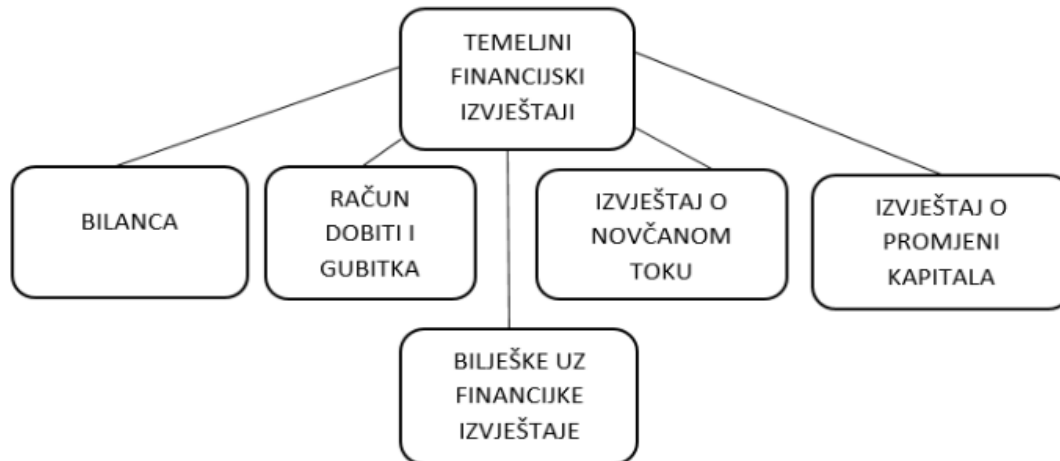 TEMELJNI
FINANCIJSKI
IZVJEŠTAJI
BILANCA
RAČUN
DOBITI I
GUBITKA
IZVJEŠTAJ O
NOVČANOM
TOKU
IZVJEŠTAJ O
PROMJENI
KAPITALA
BILJEŠKE UZ
FINANCIJKE
IZVJEŠTAJE